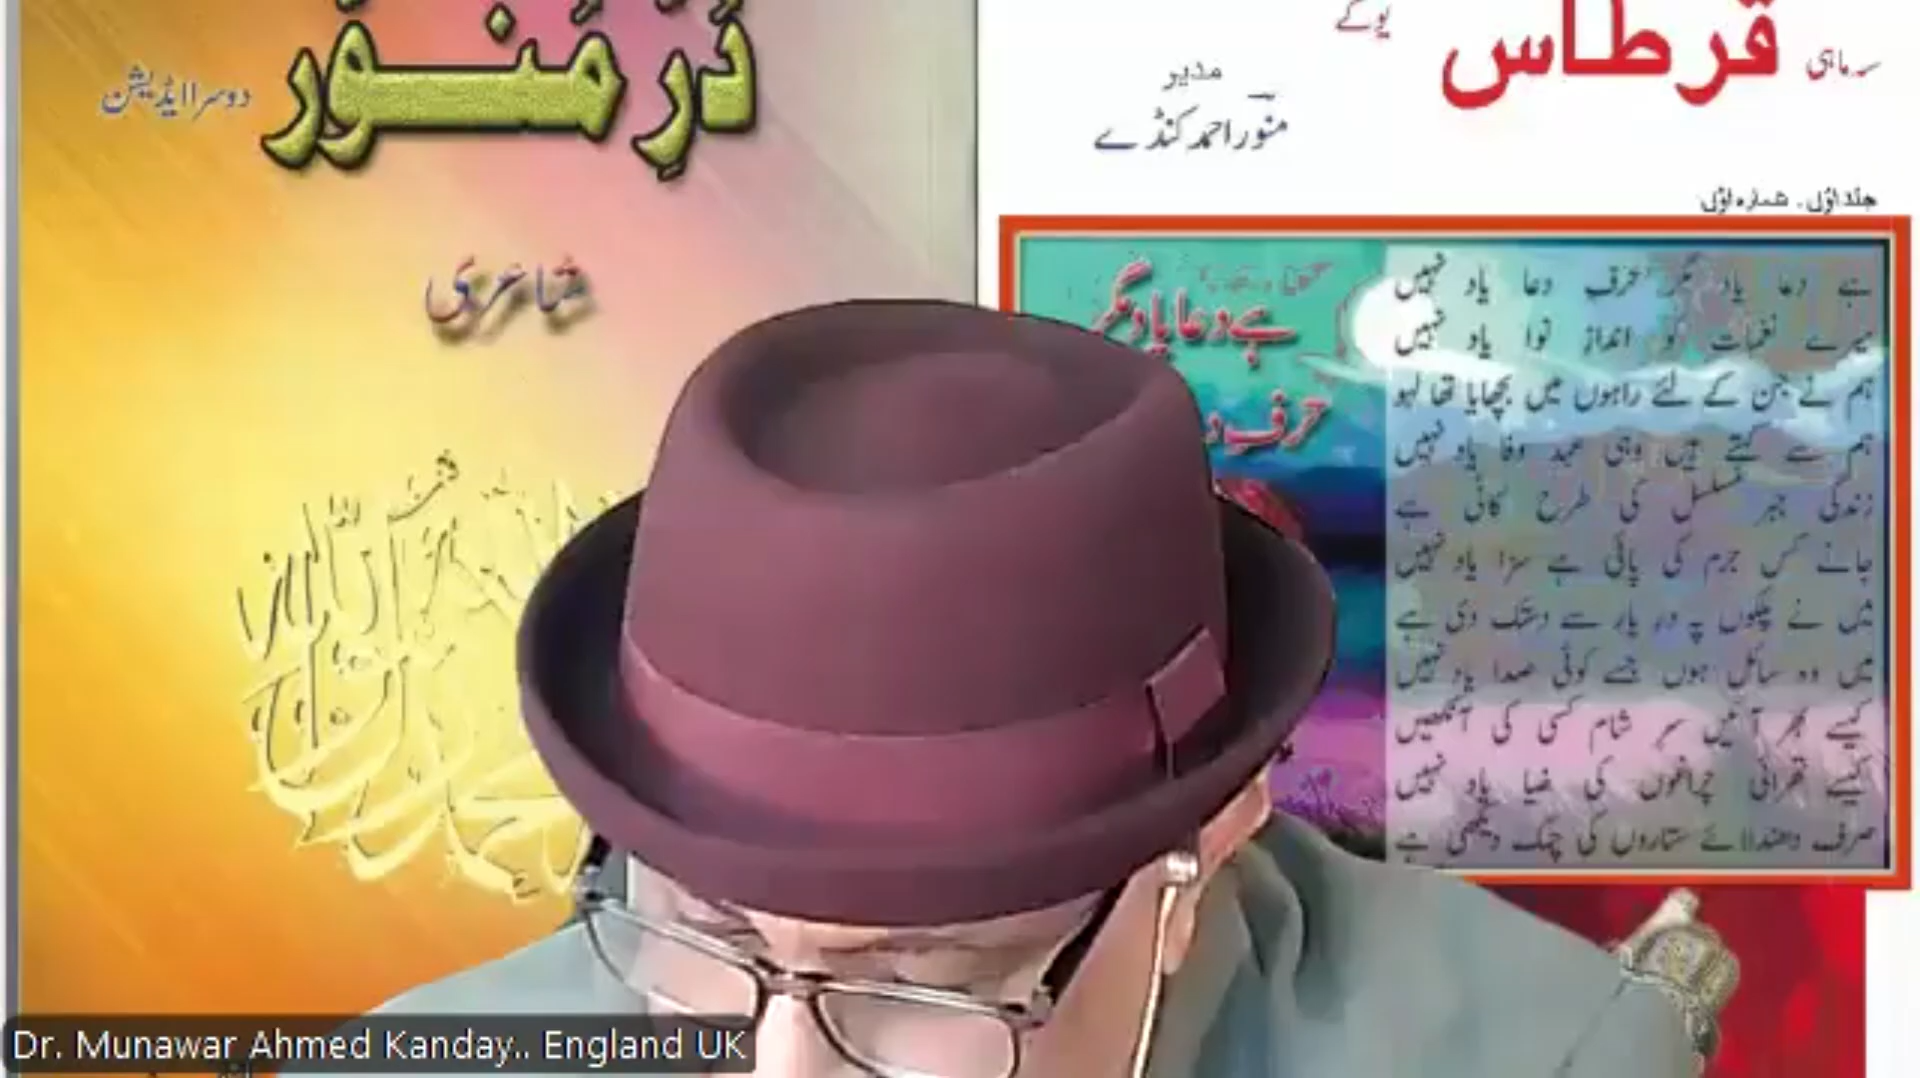 دُرِّ مُنوّر
دوسرا ایڈیشن
شاعری
سہ ماہی
قرطاس
یو کے
مدیر
منوّر احمد کنڈے
جلد اوّل۔ شمارہ اوّل
ہے دعا یاد مگر
حرفِ د
ہے دعا یاد مگر حرفِ دعا یاد نہیں
میرے نغمات کو اندازِ نوا یاد نہیں
ہم نے جن کے لئے راہوں میں بچھایا تھا لہو
ہم سے کہتے ہیں وہی عہد وفا یاد نہیں
زندگی جبر مسلسل کی طرح کاٹی ہے
جانے کس جرم کی پائی ہے سزا یاد نہیں
میں نے پلکوں پہ در یار سے دستک دی ہے
میں وہ سائل ہوں جسے کوئی صدا یاد نہیں
کیسے بھر آئیں سر شام کسی کی آنکھیں
کیسے تھرائی چراغوں کی ضیا یاد نہیں
صرف دھندلائے ستاروں کی چمک دیکھی ہے
Dr. Munawar Ahmed Kanday.. England UK